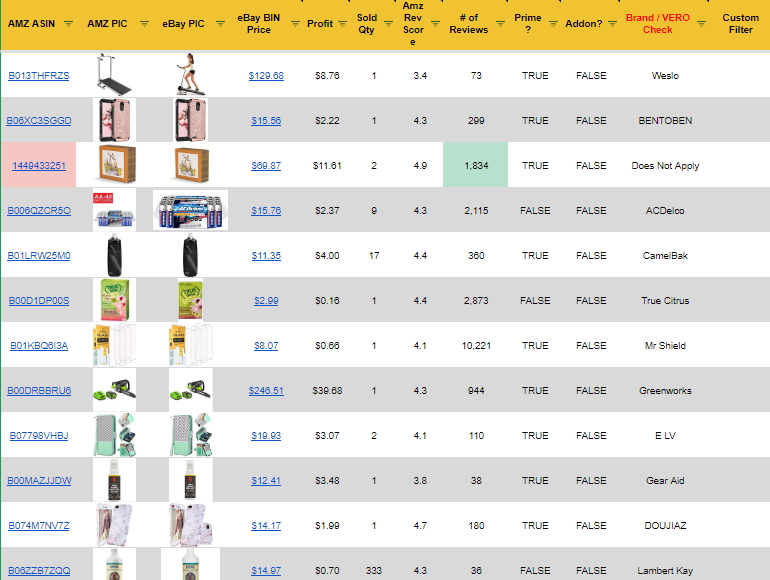 AMZ ASIN AMZ PIC eBay PIC eBay BIN Price Profit Sold Qty Amz Rev Scor e # of Reviews Prime ? Addon? Brand / VERO Check Custom Filter
B013THFRZS $129.68 $8.76 1 3.4 73 TRUE FALSE Weslo
B06XC3SGGD $15.56 $2.22 1 4.3 299 TRUE FALSE BENTOBEN
1449433251 $69.87 $11.61 2 4.9 1,834 TRUE FALSE Does Not Apply
AA-48
B006QZCR5O $15.76 $2.37 9 4.3 2,115 FALSE FALSE ACDelco
B01LRW25M0 $11.35 $4.00 17 4.4 360 TRUE FALSE CamelBak
B00D1DP00S $2.99 $0.16 1 4.4 2,873 FALSE FALSE True Citrus
B01KBQ6I3A $8.07 $0.66 1 4.1 10,221 TRUE FALSE Mr Shield
B00DRBBRU6 $246.51 $39.68 1 4.3 944 TRUE FALSE Greenworks
B07798VHBJ $19.93 $3.07 2 4.1 110 TRUE FALSE E LV
B00MAZJJDW $12.41 $3.48 1 3.8 38 TRUE FALSE Gear Aid
B074M7NV7Z $14.17 $1.99 1 4.7 180 TRUE FALSE DOUJIAZ
B06ZZB7ZQQ $14.97 $0.70 333 4.3 36 FALSE FALSE Lambert Kay